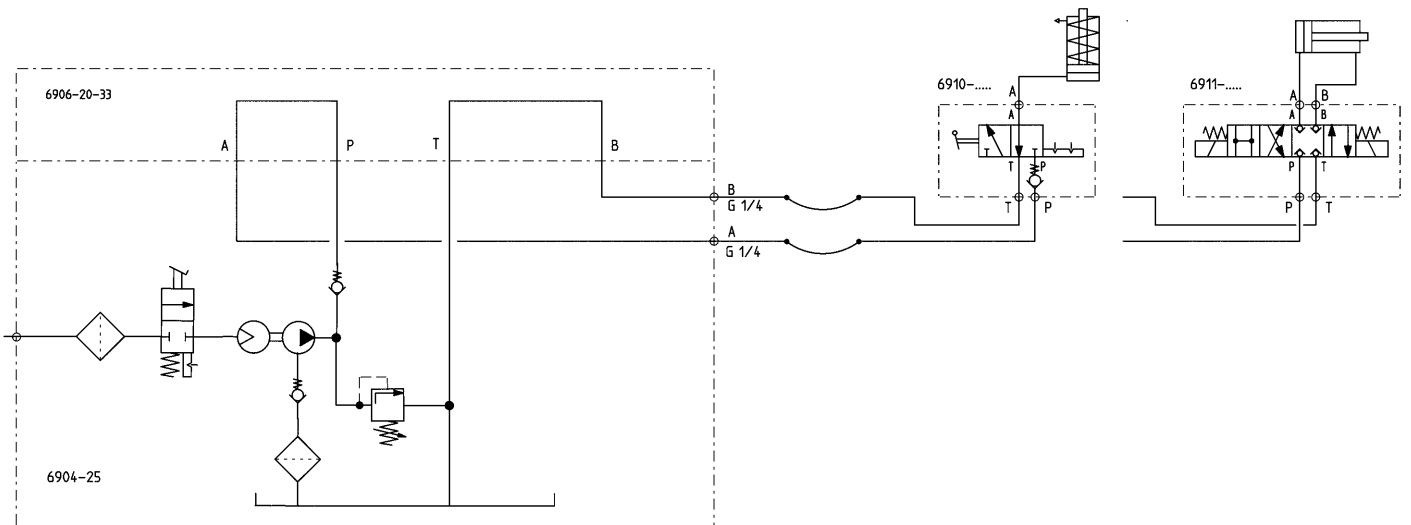 6906-20-33
A
P
T
B
B
G 1/4
A
G 1/4
6904-25
6910-.....
A
A
T
P
T
P
6911-.....
A
B
A
B
P
T
P
T